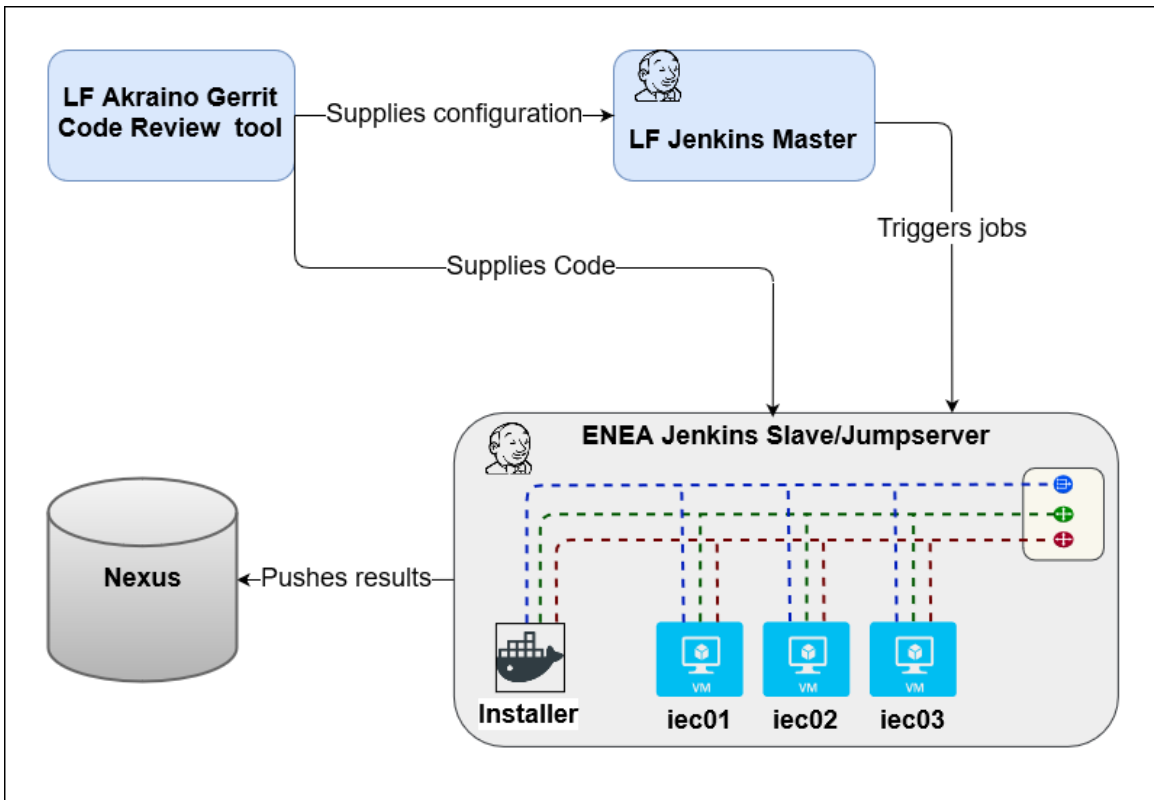 LF Akraino Gerrit
Code Review tool
Supplies configuration
LF Jenkins Master
Triggers jobs
Supplies Code
ENEA Jenkins Slave/Jumpserver
Nexus
Pushes results
VM
VM
VM
Installer
iec01
iec02
iec03